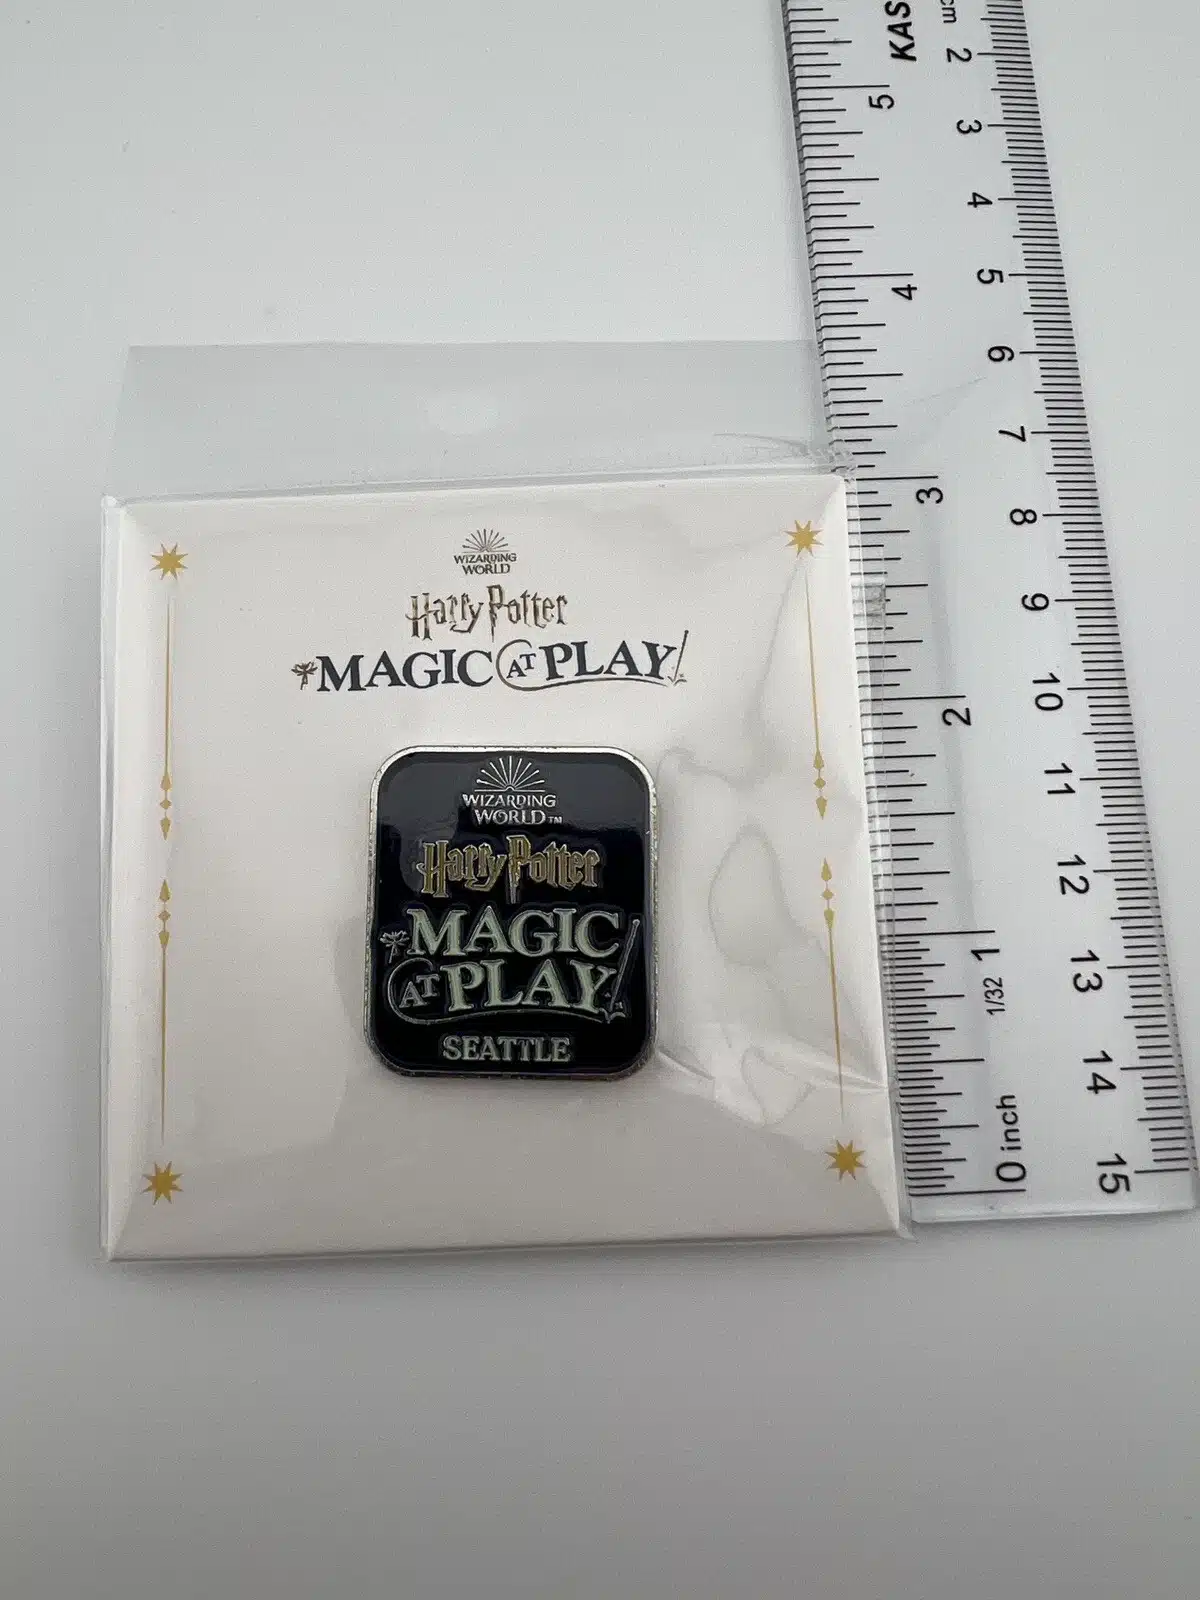 WIZARDING
WORLD
Harry Potter
MAGIC AT PLAY!
WIZARDING
WORLD™
Harry Potter
MAGIC
AT PLAY!
SEATTLE
KAS
cm
2
3
4
5
6
7
8
9
10
11
12
13
14
15
5
4
3
2
1
1/32
0 inch